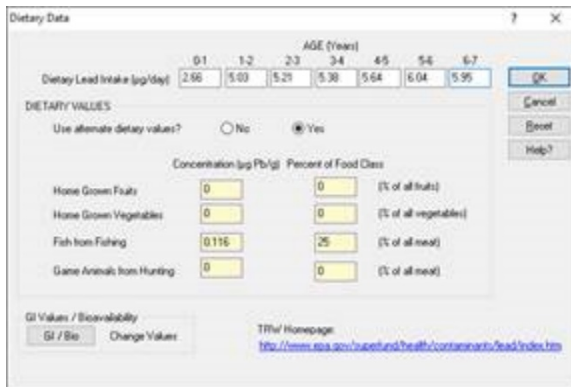 Dietary Data ? ×
AGE (Years)
0-1 1-2 2-3 3-4 4-5 5-6 6-7
Dietary Lead Intake (µg/day) 2.66 5.03 5.21 5.38 5.64 6.04 5.95
OK
Cancel
Reset
Help?
DIETARY VALUES
Use alternate dietary values? No Yes
Concentration (µg Pb/g) Percent of Food Class
Home Grown Fruits 0 0 (% of all fruits)
Home Grown Vegetables 0 0 (% of all vegetables)
Fish from Fishing 0.116 25 (% of all meat)
Game Animals from Hunting 0 0 (% of all meat)
GI Values / Bioavailability
GI / Bio Change Values
TRW Homepage:
http://www.epa.gov/superfund/health/contaminants/lead/index.htm